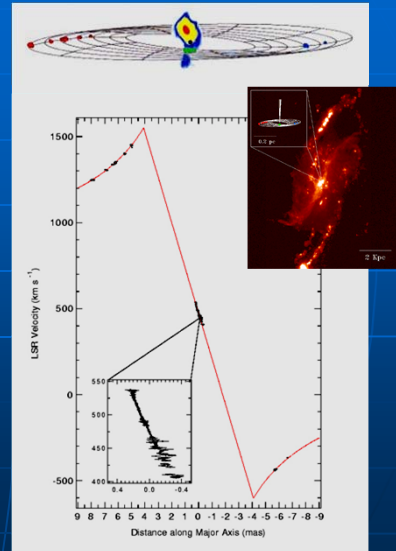 0.2 pc
2 Kpc
1500
1000
500
0
-500
LSR Velocity (km s⁻¹)
550
500
450
400
0.4 0.0 -0.4
9 8 7 6 5 4 3 2 1 0 -1 -2 -3 -4 -5 -6 -7 -8 -9
Distance along Major Axis (mas)